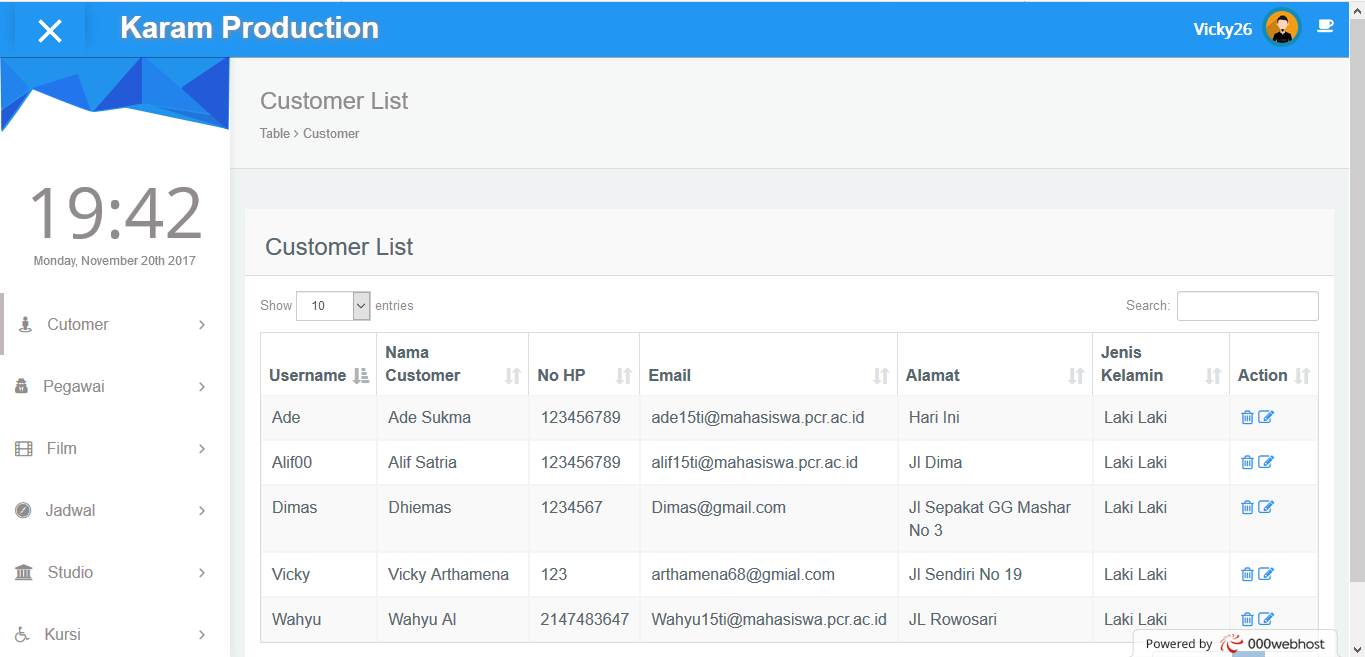 Karam Production
Vicky26
Customer List
Table > Customer
19:42
Monday, November 20th 2017
Cutomer
Pegawai
Film
Jadwal
Studio
Kursi
Customer List
Show 10 entries
Search:
Username Nama Customer No HP Email Alamat Jenis Kelamin Action
Ade Ade Sukma 123456789 ade15ti@mahasiswa.pcr.ac.id Hari Ini Laki Laki
Alif00 Alif Satria 123456789 alif15ti@mahasiswa.pcr.ac.id Jl Dima Laki Laki
Dimas Dhiemas 1234567 Dimas@gmail.com Jl Sepakat GG Mashar No 3 Laki Laki
Vicky Vicky Arthamena 123 arthamena68@gmial.com Jl Sendiri No 19 Laki Laki
Wahyu Wahyu Al 2147483647 Wahyu15ti@mahasiswa.pcr.ac.id JL Rowosari Laki Laki
Powered by 000webhost